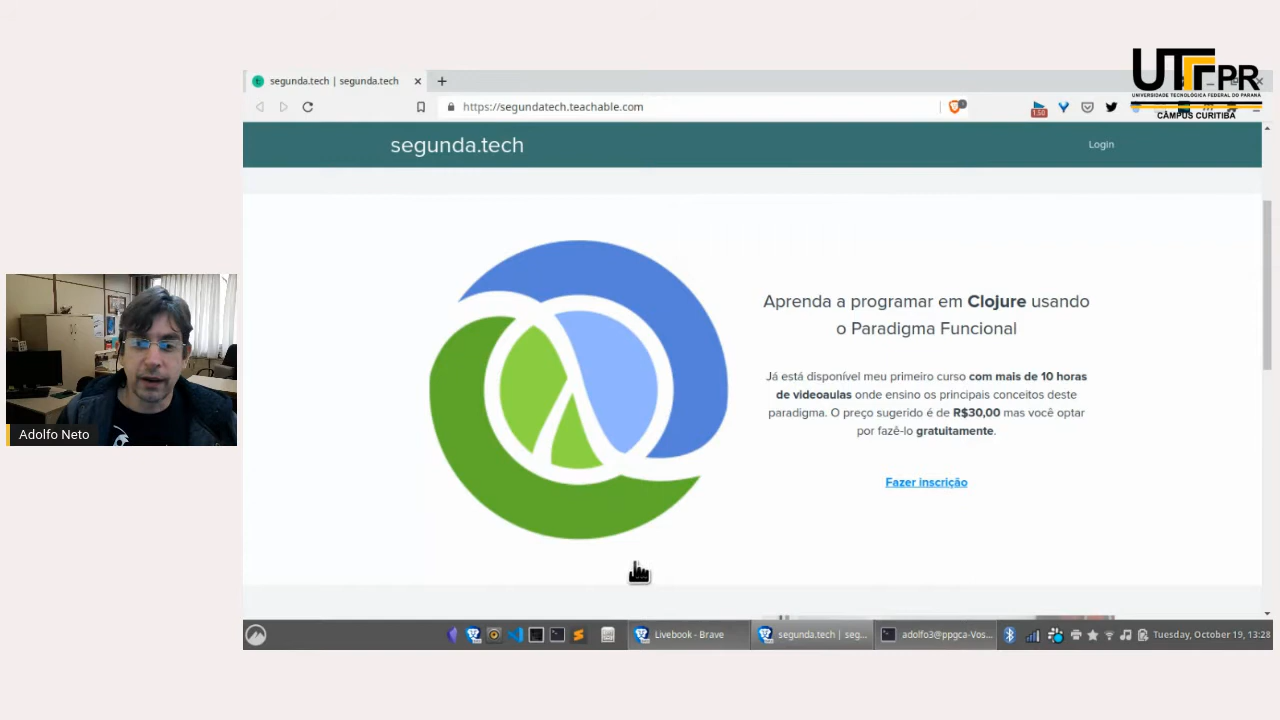 segunda.tech | segunda.tech
https://segundatech.teachable.com
1.50
UTFPR
UNIVERSIDADE TECNOLÓGICA FEDERAL DO PARANÁ
CÂMPUS CURITIBA
segunda.tech
Login
Aprenda a programar em Clojure usando
o Paradigma Funcional
Já está disponível meu primeiro curso com mais de 10 horas
de videoaulas onde ensino os principais conceitos deste
paradigma. O preço sugerido é de R$30,00 mas você optar
por fazê-lo gratuitamente.
Fazer inscrição
Adolfo Neto
Livebook - Brave
segunda.tech | seg...
adolfo3@ppgca-Vos...
Tuesday, October 19, 13:28